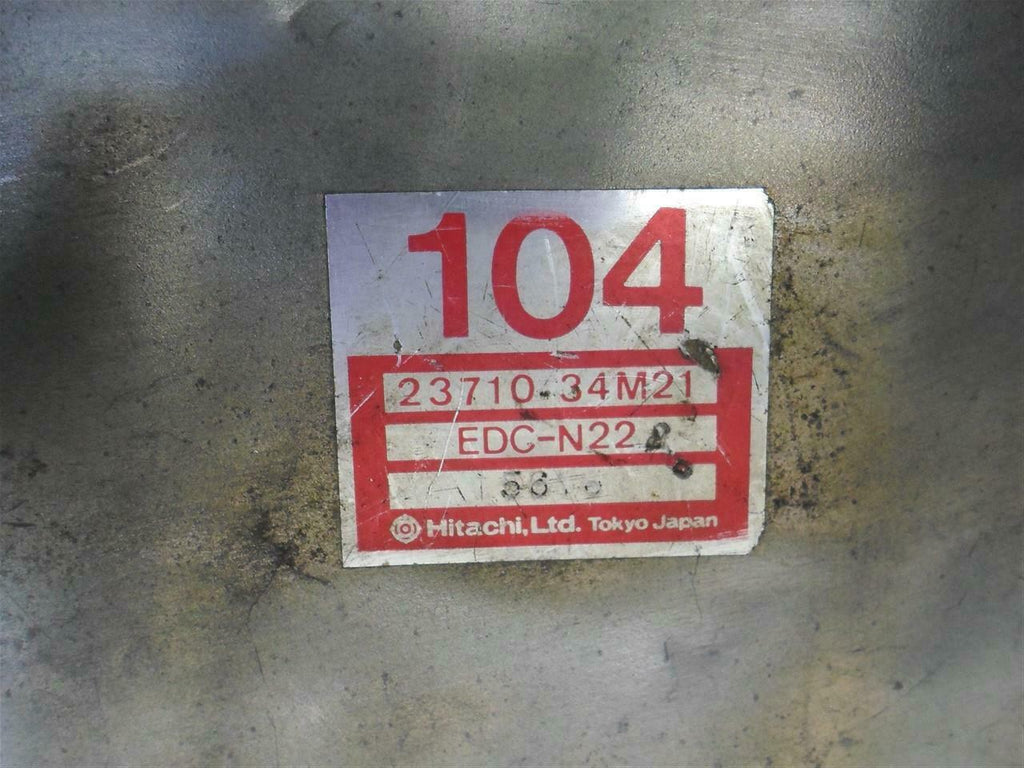 104
23710-34M21
EDC-N22
Hitachi, Ltd. Tokyo Japan